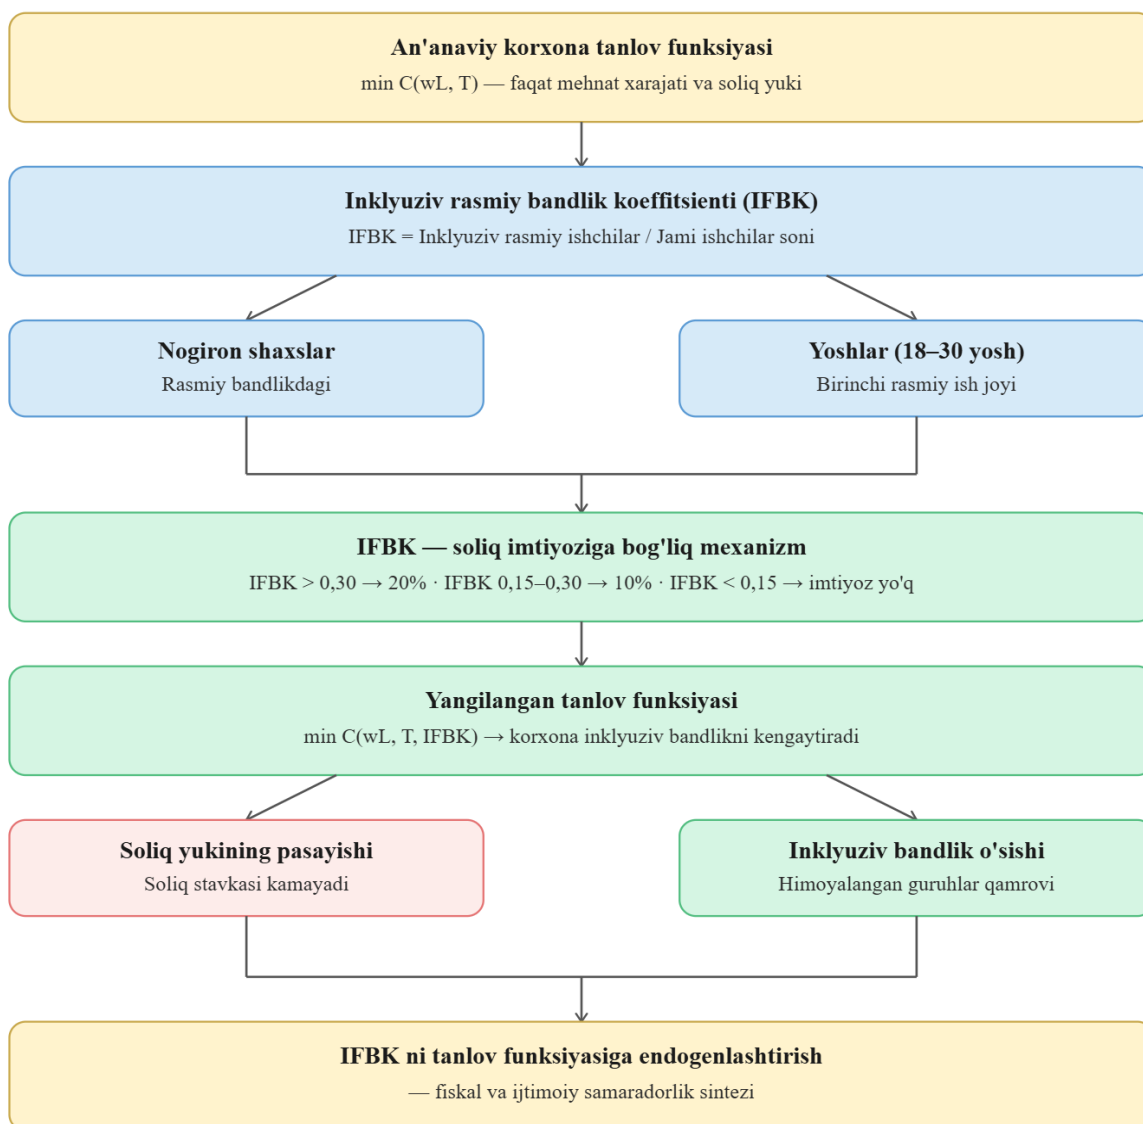 An'anaviy korxona tanlov funksiyasi
min C(wL, T) — faqat mehnat xarajati va soliq yuki
Inklyuziv rasmiy bandlik koeffitsienti (IFBK)
IFBK = Inklyuziv rasmiy ishchilar / Jami ishchilar soni
Nogiron shaxslar
Rasmiy bandlikdagi
Yoshlar (18–30 yosh)
Birinchi rasmiy ish joyi
IFBK — soliq imtiyoziga bog'liq mexanizm
IFBK > 0,30 → 20% · IFBK 0,15–0,30 → 10% · IFBK < 0,15 → imtiyoz yo'q
Yangilangan tanlov funksiyasi
min C(wL, T, IFBK) → korxona inklyuziv bandlikni kengaytiradi
Soliq yukining pasayishi
Soliq stavkasi kamayadi
Inklyuziv bandlik o'sishi
Himoyalangan guruhlar qamrovi
IFBK ni tanlov funksiyasiga endogenlashtirish
— fiskal va ijtimoiy samaradorlik sintezi